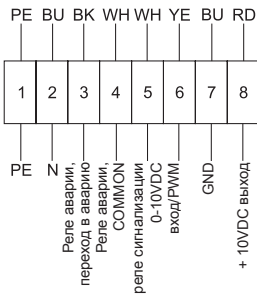 PE BU BK WH WH YE BU RD
1 2 3 4 5 6 7 8
PE
N
Реле аварии,
переход в аварию
Реле аварии,
COMMON
реле сигнализации
0-10VDC
вход/PWM
GND
+ 10VDC выход